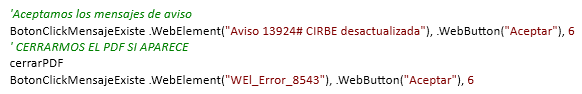 'Aceptamos los mensajes de aviso
BotonClickMensajeExiste .WebElement("Aviso 13924# CIRBE desactualizada"), .WebButton("Aceptar"), 6
' CERRARMOS EL PDF SI APARECE
cerrarPDF
BotonClickMensajeExiste .WebElement("WEl_Error_8543"), .WebButton("Aceptar"), 6